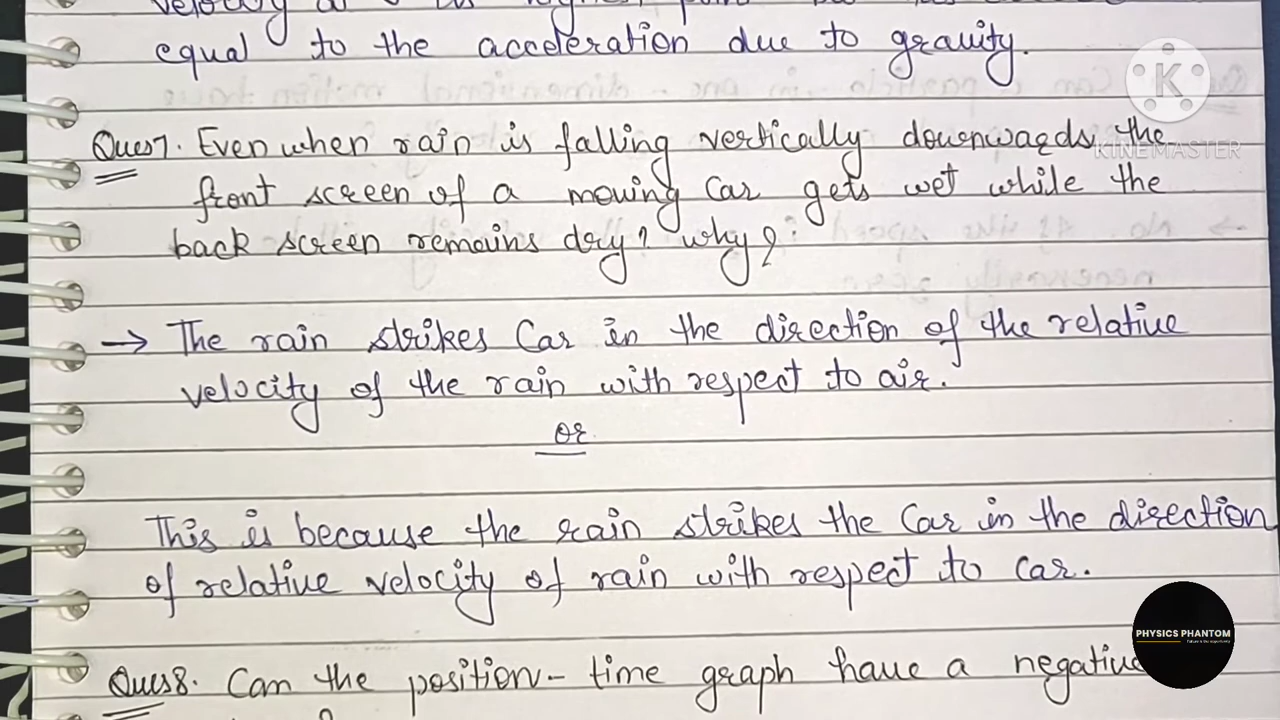 equal to the acceleration due to gravity.
Ques7. Even when rain is falling vertically downwards, the
front screen of a moving Car gets wet while the
back screen remains dry? why?
→ The rain strikes Car in the direction of the relative
velocity of the rain with respect to air.
or
This is because the rain strikes the Car in the direction
of relative velocity of rain with respect to Car.
Ques8. Can the position- time graph have a negative
K
KINEMASTER
PHYSICS PHANTOM